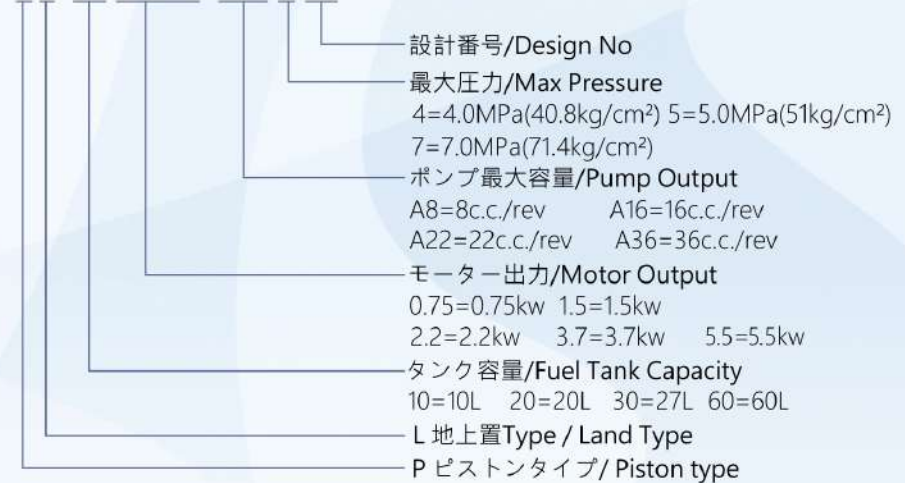 設計番号/Design No
最大圧力/Max Pressure
4=4.0MPa(40.8kg/cm²) 5=5.0MPa(51kg/cm²)
7=7.0MPa(71.4kg/cm²)
ポンプ最大容量/Pump Output
A8=8c.c./rev A16=16c.c./rev
A22=22c.c./rev A36=36c.c./rev
モーター出力/Motor Output
0.75=0.75kw 1.5=1.5kw
2.2=2.2kw 3.7=3.7kw 5.5=5.5kw
タンク容量/Fuel Tank Capacity
10=10L 20=20L 30=27L 60=60L
L 地上置Type / Land Type
P ピストンタイプ/ Piston type